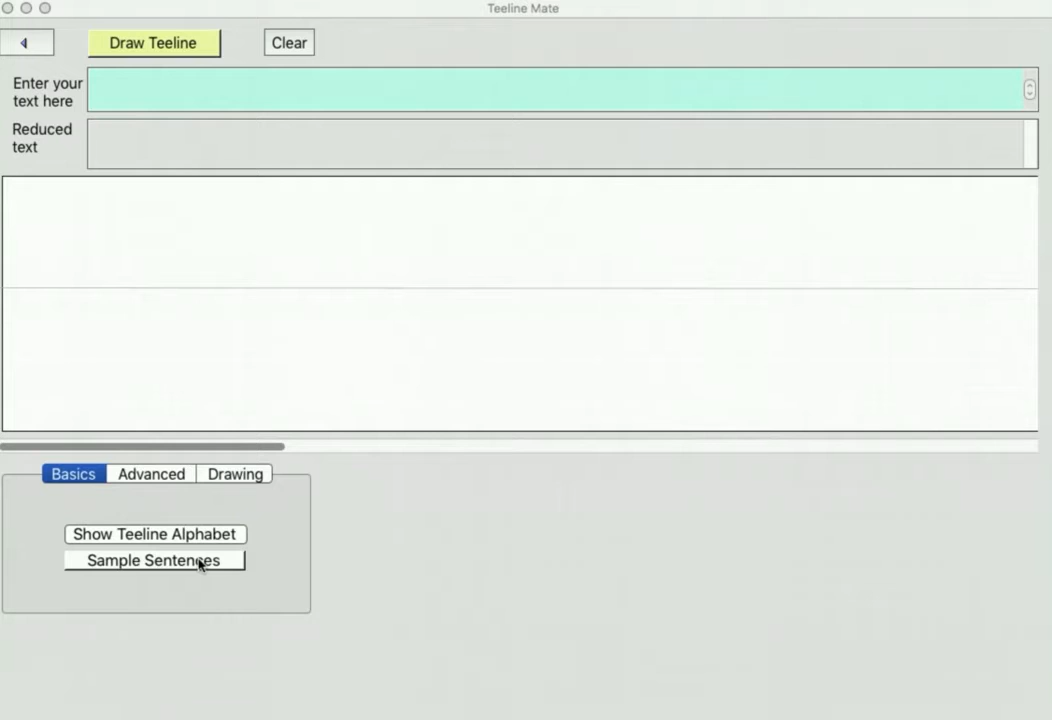 Teeline Mate
Draw Teeline
Clear
Enter your
text here
Reduced
text
Basics
Advanced
Drawing
Show Teeline Alphabet
Sample Sentences